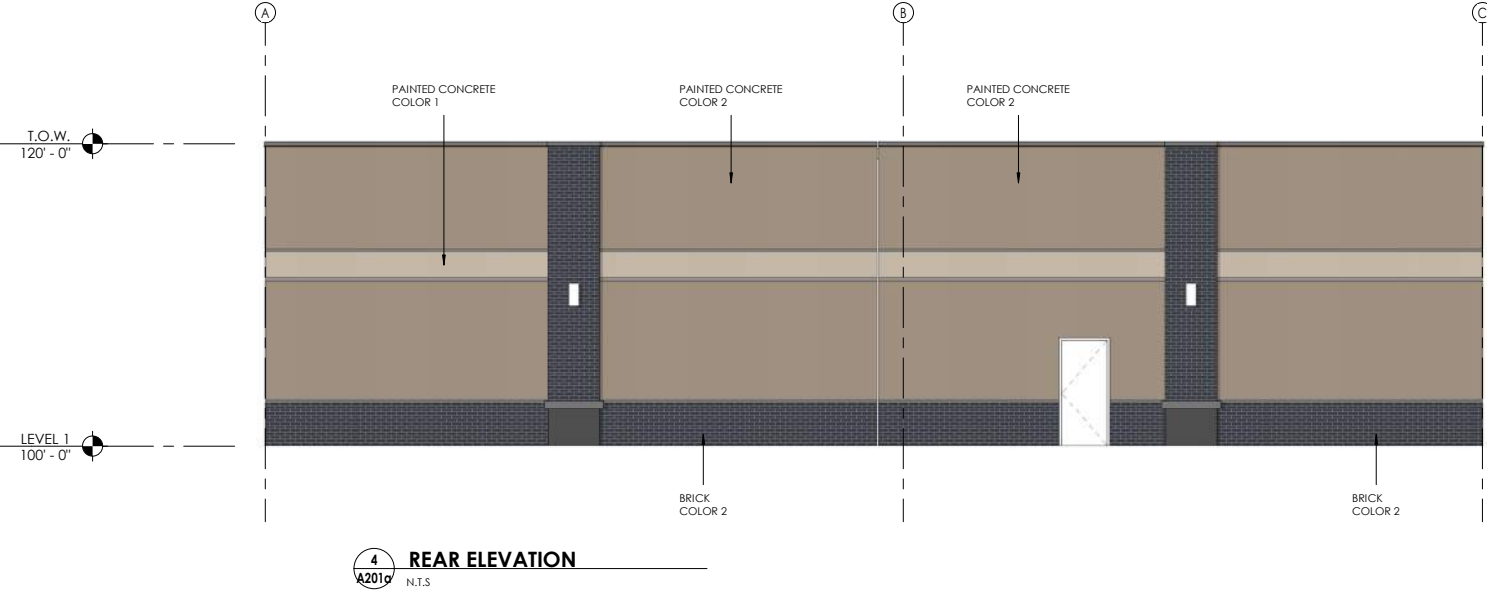 A
B
C
PAINTED CONCRETE
COLOR 1
PAINTED CONCRETE
COLOR 2
PAINTED CONCRETE
COLOR 2
T.O.W.
120' - 0"
LEVEL 1
100' - 0"
BRICK
COLOR 2
BRICK
COLOR 2
4
A201a
REAR ELEVATION
N.T.S